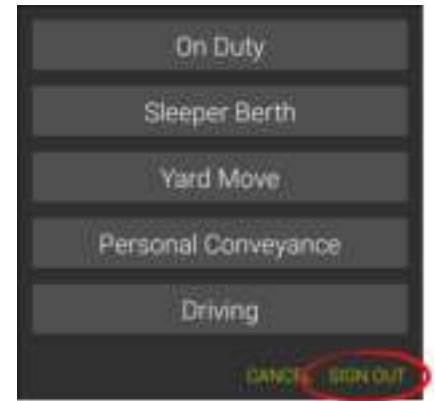 On Duty
Sleeper Berth
Yard Move
Personal Conveyance
Driving
CANCEL SIGN OUT